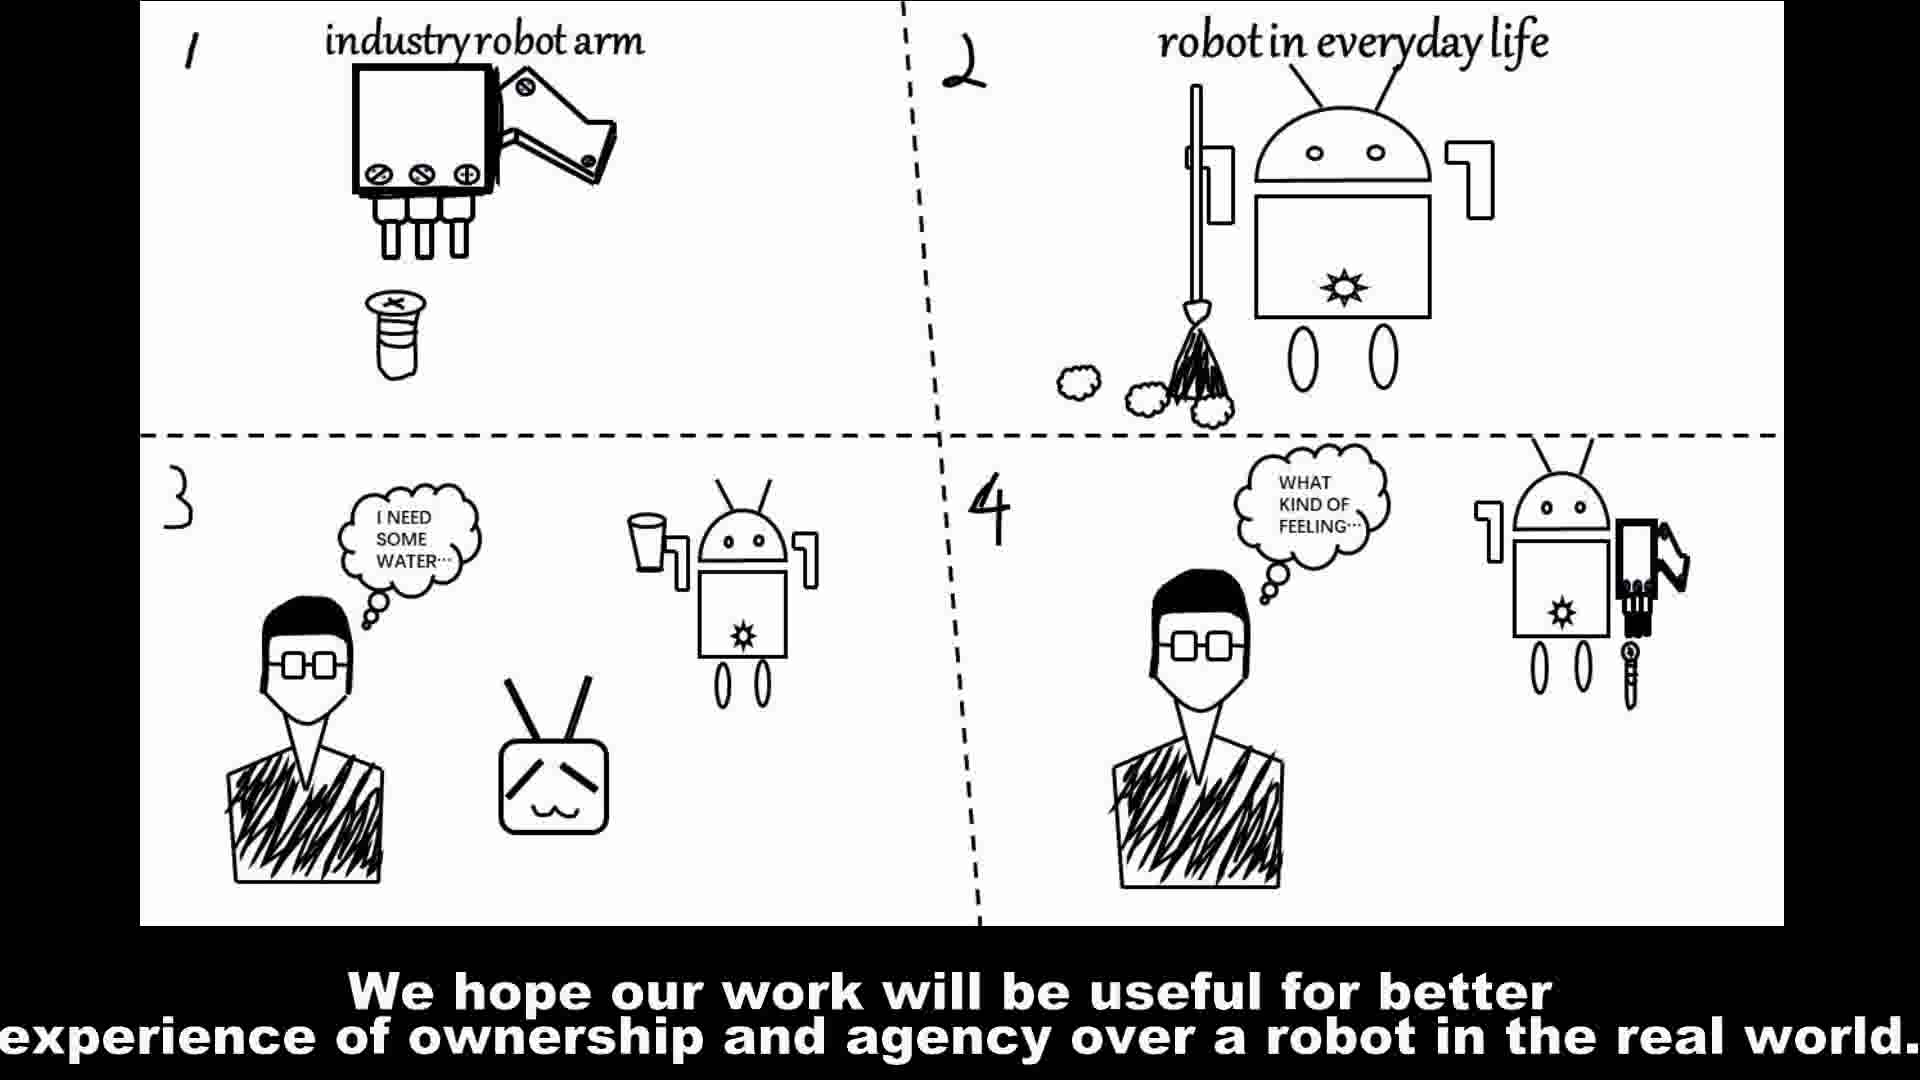 1
industry robot arm
2
robot in everyday life
3
I NEED
SOME
WATER...
4
WHAT
KIND OF
FEELING...
We hope our work will be useful for better
experience of ownership and agency over a robot in the real world.